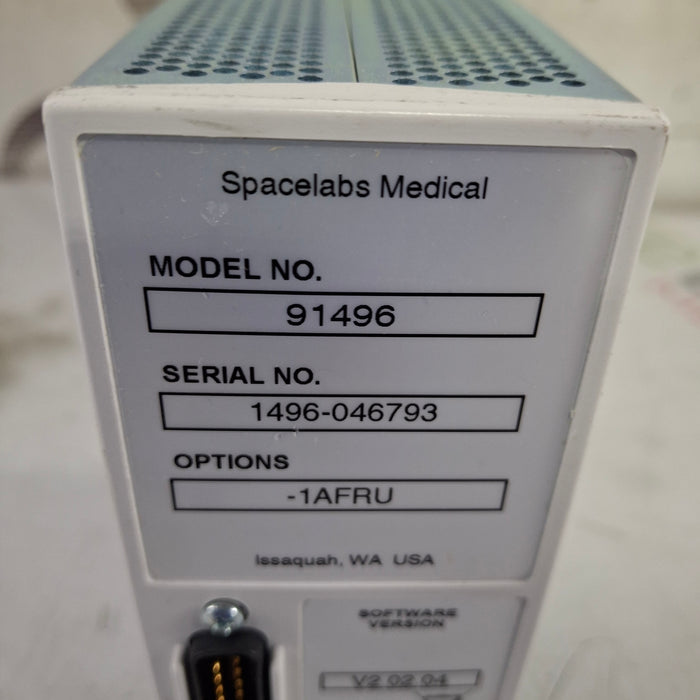 Spacelabs Medical
MODEL NO.
91496
SERIAL NO.
1496-046793
OPTIONS
-1AFRU
Issaquah, WA USA
SOFTWARE
VERSION
V2 02 04